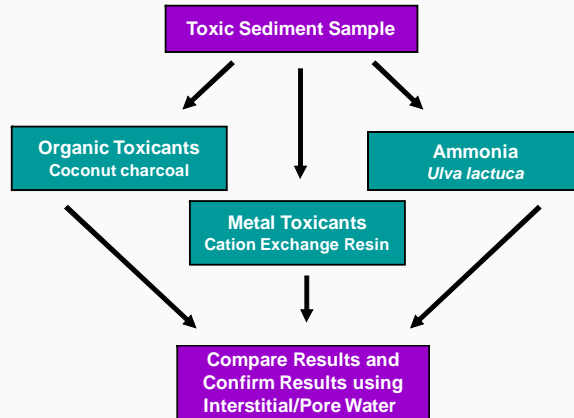 Toxic Sediment Sample
Organic Toxicants
Coconut charcoal
Ammonia
Ulva lactuca
Metal Toxicants
Cation Exchange Resin
Compare Results and
Confirm Results using
Interstitial/Pore Water